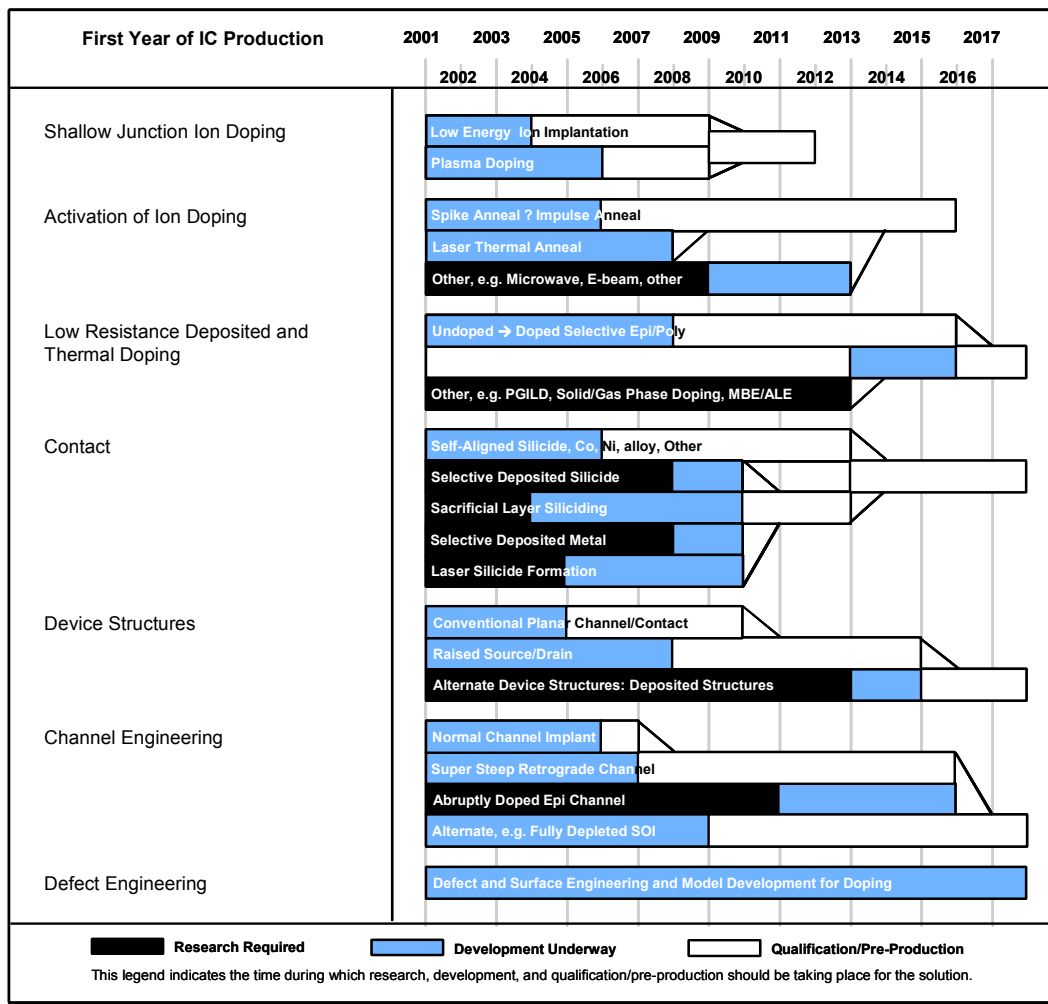 First Year of IC Production
2001 2003 2005 2007 2009 2011 2013 2015 2017
2002 2004 2006 2008 2010 2012 2014 2016
Shallow Junction Ion Doping
Low Energy Ion Implantation
Plasma Doping
Activation of Ion Doping
Spike Anneal ? Impulse Anneal
Laser Thermal Anneal
Other, e.g. Microwave, E-beam, other
Low Resistance Deposited and
Thermal Doping
Undoped → Doped Selective Epi/Poly
Other, e.g. PGILD, Solid/Gas Phase Doping, MBE/ALE
Contact
Self-Aligned Silicide, Co, Ni, alloy, Other
Selective Deposited Silicide
Sacrificial Layer Siliciding
Selective Deposited Metal
Laser Silicide Formation
Device Structures
Conventional Planar Channel/Contact
Raised Source/Drain
Alternate Device Structures: Deposited Structures
Channel Engineering
Normal Channel Implant
Super Steep Retrograde Channel
Abruptly Doped Epi Channel
Alternate, e.g. Fully Depleted SOI
Defect Engineering
Defect and Surface Engineering and Model Development for Doping
Research Required
Development Underway
Qualification/Pre-Production
This legend indicates the time during which research, development, and qualification/pre-production should be taking place for the solution.